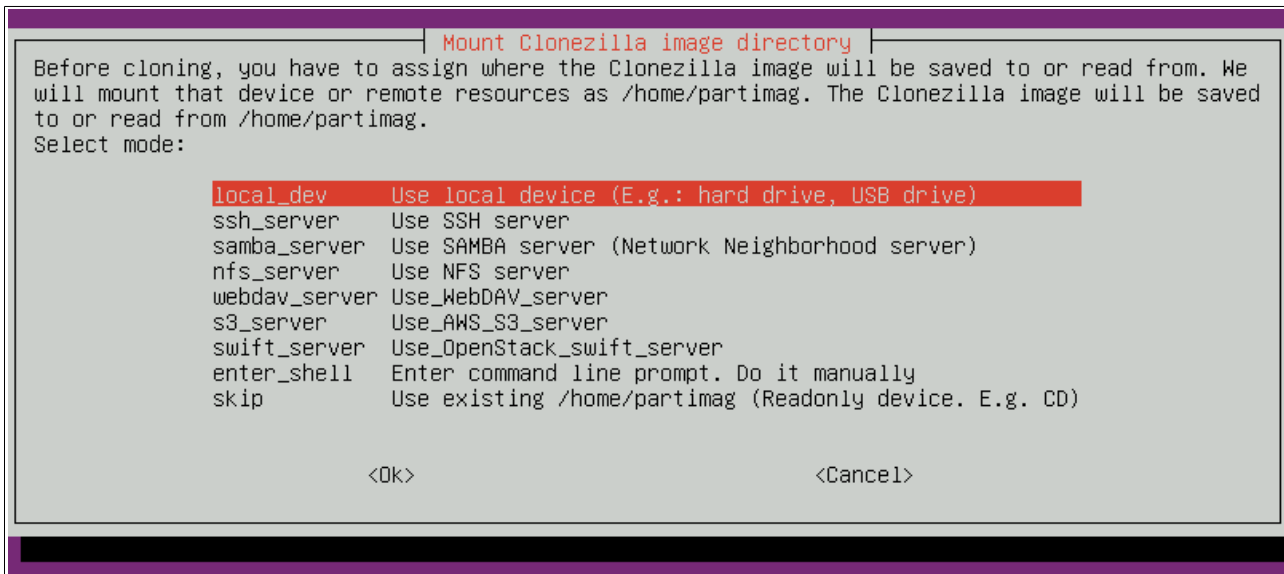 Mount Clonezilla image directory
Before cloning, you have to assign where the Clonezilla image will be saved to or read from. We
will mount that device or remote resources as /home/partimag. The Clonezilla image will be saved
to or read from /home/partimag.
Select mode:
local_dev Use local device (E.g.: hard drive, USB drive)
ssh_server Use SSH server
samba_server Use SAMBA server (Network Neighborhood server)
nfs_server Use NFS server
webdav_server Use_WebDAV_server
s3_server Use_AWS_S3_server
swift_server Use_OpenStack_swift_server
enter_shell Enter command line prompt. Do it manually
skip Use existing /home/partimag (Readonly device. E.g. CD)
<Ok> <Cancel>